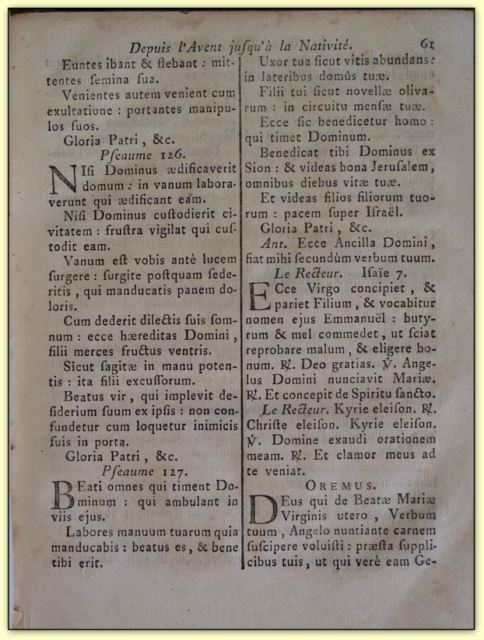 Depuis l'Avent juſqu'à la Nativité. 61
Euntes ibant & flebant : mit-
tentes ſemina ſua.
Venientes autem venient cum
exultatione : portantes manipu-
los ſuos.
Gloria Patri, &c.
Pſeaume 126.
NIſi Dominus ædificaverit
domum : in vanum labora-
verunt qui ædificant eam.
Niſi Dominus cuſtodierit ci-
vitatem : fruſtra vigilat qui cuſ-
todit eam.
Vanum eſt vobis antè lucem
ſurgere : ſurgite poſtquam ſede-
ritis, qui manducatis panem do-
loris.
Cum dederit dilectis ſuis ſom-
num : ecce hæreditas Domini,
filii merces fructus ventris.
Sicut ſagitæ in manu poten-
tis : ita filii excuſſorum.
Beatus vir, qui implevit de-
ſiderium ſuum ex ipſis : non con-
fundetur cum loquetur inimicis
ſuis in porta.
Gloria Patri, &c.
Pſeaume 127.
BEati omnes qui timent Do-
minum : qui ambulant in
viis ejus.
Labores manuum tuarum quia
manducabis : beatus es, & bene
tibi erit.
Uxor tua ſicut vitis abundans :
in lateribus domûs tuæ.
Filii tui ſicut novellæ oliva-
rum : in circuitu menſæ tuæ.
Ecce ſic benedicetur homo :
qui timet Dominum.
Benedicat tibi Dominus ex
Sion : & videas bona Jeruſalem,
omnibus diebus vitæ tuæ.
Et videas filios filiorum tuo-
rum : pacem ſuper Iſraël.
Gloria Patri, &c.
Ant. Ecce Ancilla Domini,
fiat mihi ſecundùm verbum tuum.
Le Recteur. Iſaïe 7.
ECce Virgo concipiet, &
pariet Filium, & vocabitur
nomen ejus Emmanuël : buty-
rum & mel commedet, ut ſciat
reprobare malum, & eligere bo-
num. ℟. Deo gratias. ℣. Ange-
lus Domini nunciavit Mariæ.
℟. Et concepit de Spiritu ſancto.
Le Recteur. Kyrie eleiſon. ℟.
Chriſte eleiſon. Kyrie eleiſon.
℣. Domine exaudi orationem
meam. ℟. Et clamor meus ad
te veniat.
OREMUS.
DEus qui de Beatæ Mariæ
Virginis utero, Verbum
tuum, Angelo nuntiante carnem
ſuſcipere voluiſti : præſta ſuppli-
cibus tuis, ut qui verè eam Ge-